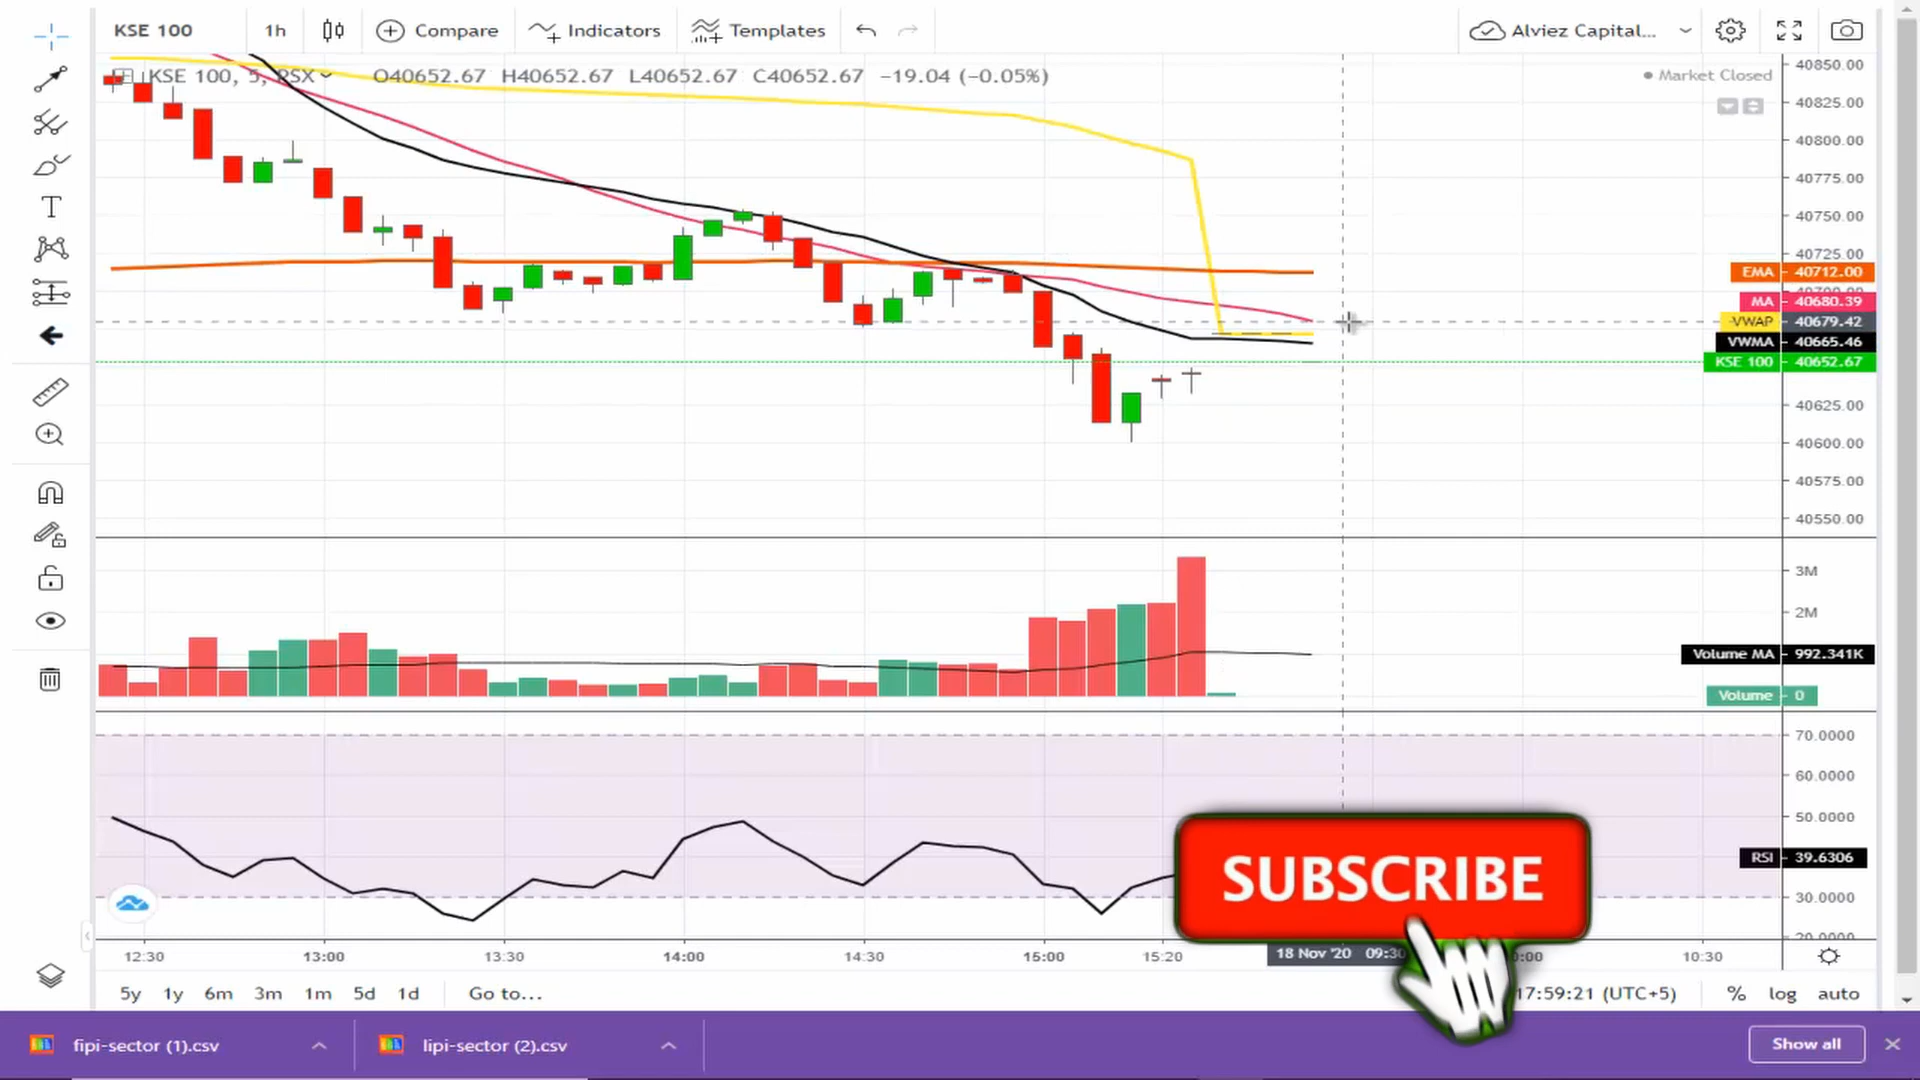 KSE 100
1h
Compare
Indicators
Templates
Alviez Capital...
KSE 100, 5, PSX
O40652.67 H40652.67 L40652.67 C40652.67 −19.04 (−0.05%)
Market Closed
40850.00
40825.00
40800.00
40775.00
40750.00
40725.00
EMA 40712.00
40700.00
MA 40680.39
VWAP 40679.42
VWMA 40665.46
KSE 100 40652.67
40625.00
40600.00
40575.00
40550.00
3M
2M
Volume MA 992.341K
Volume 0
70.0000
60.0000
50.0000
RSI 39.6306
30.0000
20.0000
SUBSCRIBE
12:30 13:00 13:30 14:00 14:30 15:00 15:20 18 Nov '20 09:30 10:30
5y 1y 6m 3m 1m 5d 1d Go to... 17:59:21 (UTC+5) % log auto
fipi-sector (1).csv lipi-sector (2).csv Show all